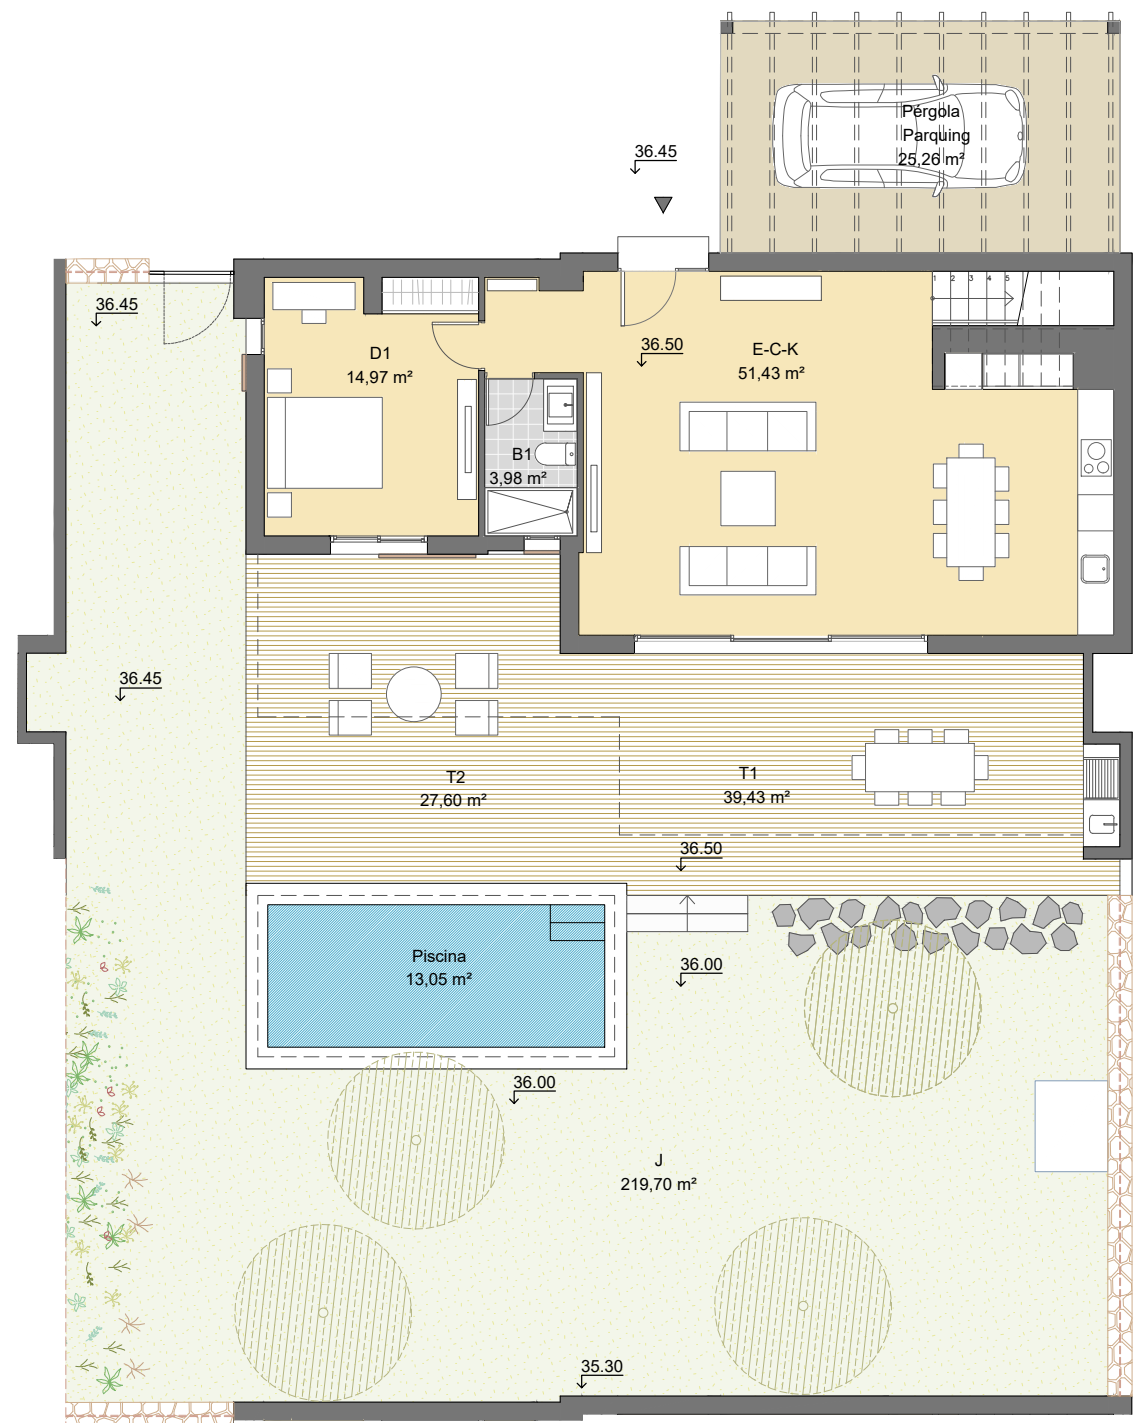 Pérgola
Parquing
25,26 m²
36.45
36.45
1 2 3 4 5
36.50
E-C-K
51,43 m²
D1
14,97 m²
B1
3,98 m²
36.45
T2
27,60 m²
T1
39,43 m²
36.50
Piscina
13,05 m²
36.00
36.00
J
219,70 m²
35.30